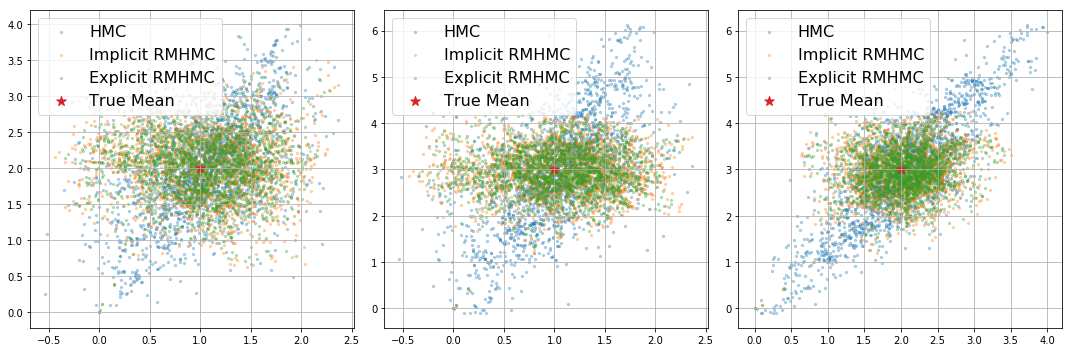 HMC
Implicit RMHMC
Explicit RMHMC
True Mean
4.0
3.5
3.0
2.5
2.0
1.5
1.0
0.5
0.0
−0.5 0.0 0.5 1.0 1.5 2.0 2.5
HMC
Implicit RMHMC
Explicit RMHMC
True Mean
6
5
4
3
2
1
0
−0.5 0.0 0.5 1.0 1.5 2.0 2.5
HMC
Implicit RMHMC
Explicit RMHMC
True Mean
6
5
4
3
2
1
0
0.0 0.5 1.0 1.5 2.0 2.5 3.0 3.5 4.0